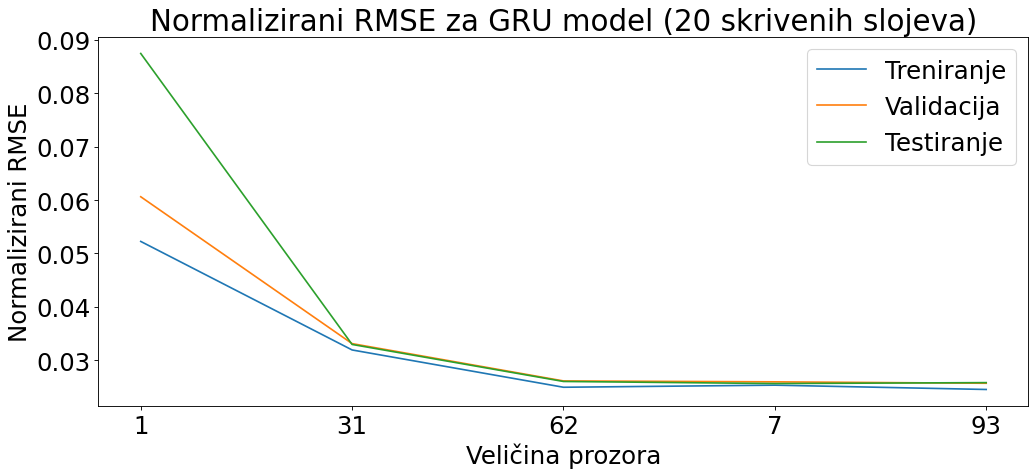 Normalizirani RMSE za GRU model (20 skrivenih slojeva)
0.09
0.08
0.07
0.06
0.05
0.04
0.03
Normalizirani RMSE
Treniranje
Validacija
Testiranje
1 31 62 7 93
Veličina prozora